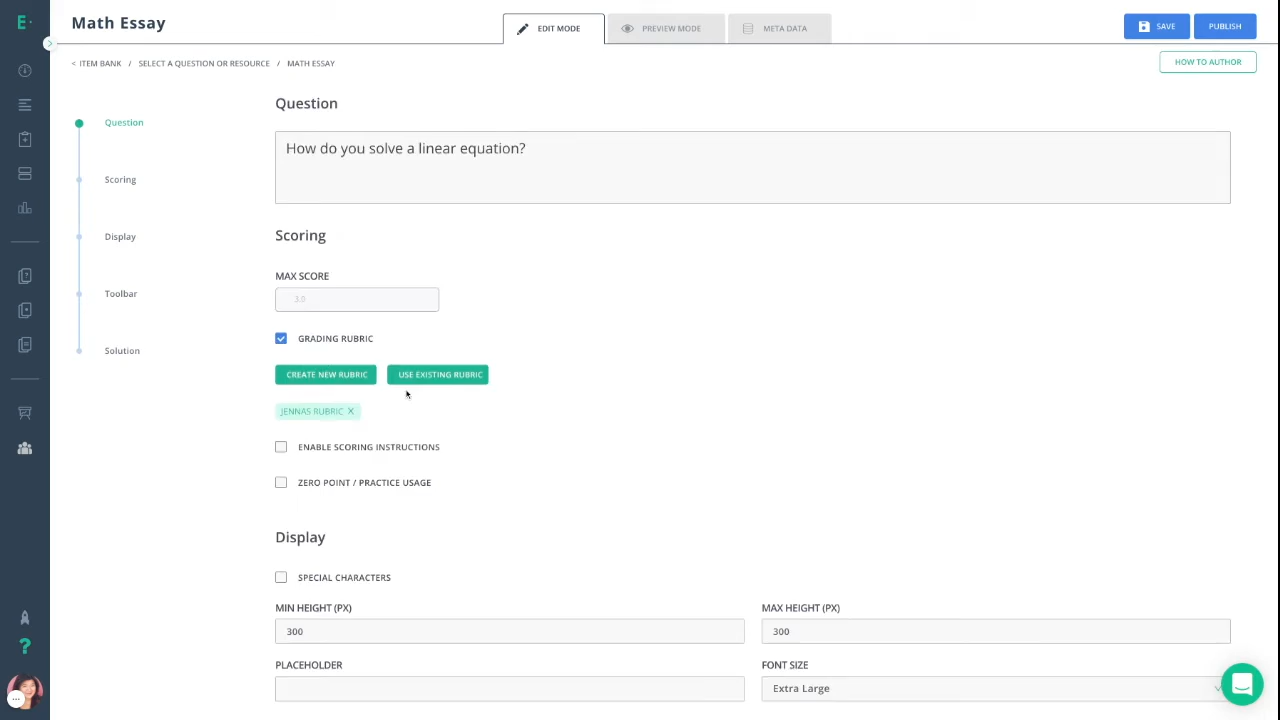 E
Math Essay
EDIT MODE
PREVIEW MODE
META DATA
SAVE
PUBLISH
< ITEM BANK / SELECT A QUESTION OR RESOURCE / MATH ESSAY
HOW TO AUTHOR
Question
Scoring
Display
Toolbar
Solution
Question
How do you solve a linear equation?
Scoring
MAX SCORE
3.0
GRADING RUBRIC
CREATE NEW RUBRIC
USE EXISTING RUBRIC
JENNAS RUBRIC X
ENABLE SCORING INSTRUCTIONS
ZERO POINT / PRACTICE USAGE
Display
SPECIAL CHARACTERS
MIN HEIGHT (PX)
MAX HEIGHT (PX)
300
300
PLACEHOLDER
FONT SIZE
Extra Large
?